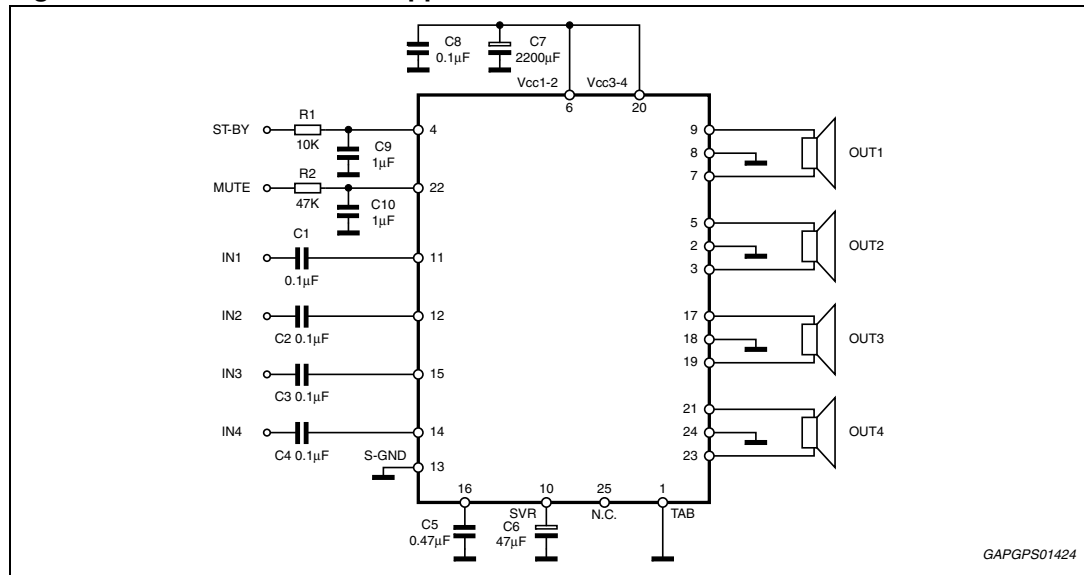 C8
0.1µF
C7
2200µF
Vcc1-2
Vcc3-4
6
20
ST-BY
R1
10K
4
C9
1µF
MUTE
R2
47K
22
C10
1µF
IN1
C1
0.1µF
11
IN2
C2 0.1µF
12
IN3
C3 0.1µF
15
IN4
C4 0.1µF
14
S-GND
13
9
8
7
OUT1
5
2
3
OUT2
17
18
19
OUT3
21
24
23
OUT4
16
10
25
1
SVR
N.C.
TAB
C5
0.47µF
C6
47µF
GAPGPS01424